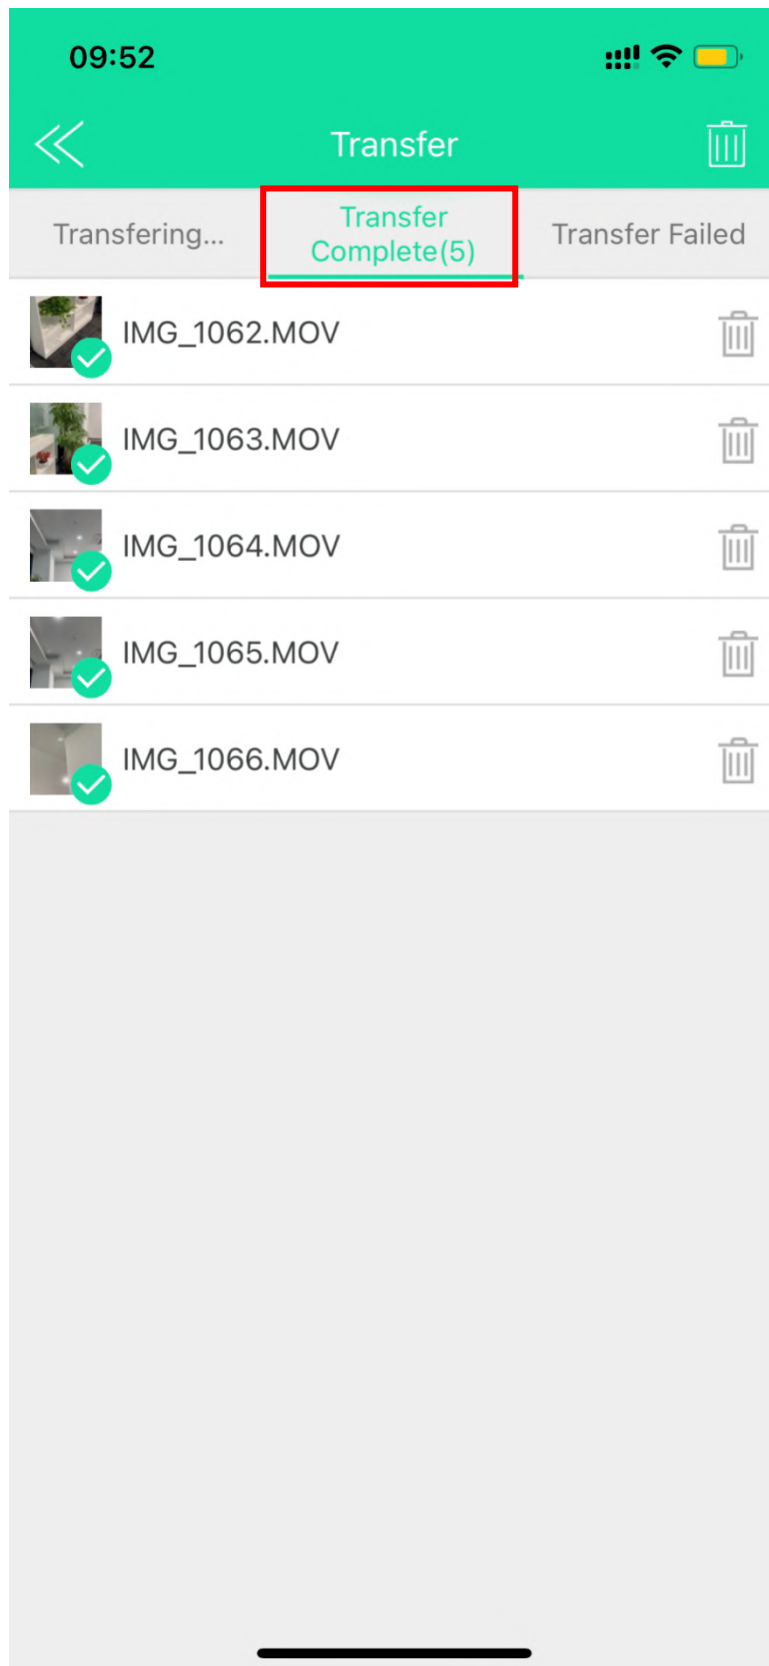 09:52
Transfer
Transfering...
Transfer
Complete(5)
Transfer Failed
IMG_1062.MOV
IMG_1063.MOV
IMG_1064.MOV
IMG_1065.MOV
IMG_1066.MOV